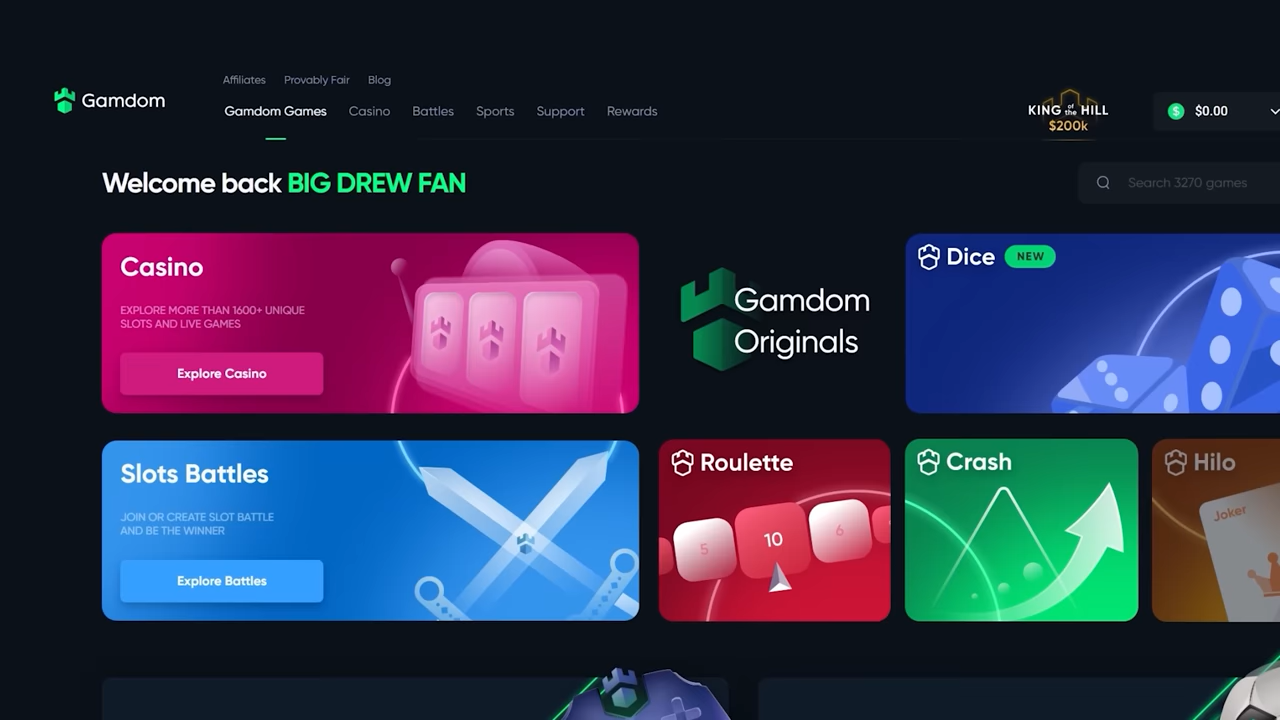 Affiliates Provably Fair Blog
Gamdom
Gamdom Games Casino Battles Sports Support Rewards
KING of the HILL
$200k
$ $0.00
Welcome back BIG DREW FAN
Search 3270 games
Casino
EXPLORE MORE THAN 1600+ UNIQUE
SLOTS AND LIVE GAMES
Explore Casino
Gamdom
Originals
Dice NEW
Slots Battles
JOIN OR CREATE SLOT BATTLE
AND BE THE WINNER
Explore Battles
Roulette
5 10 6
Crash
Hilo
Joker